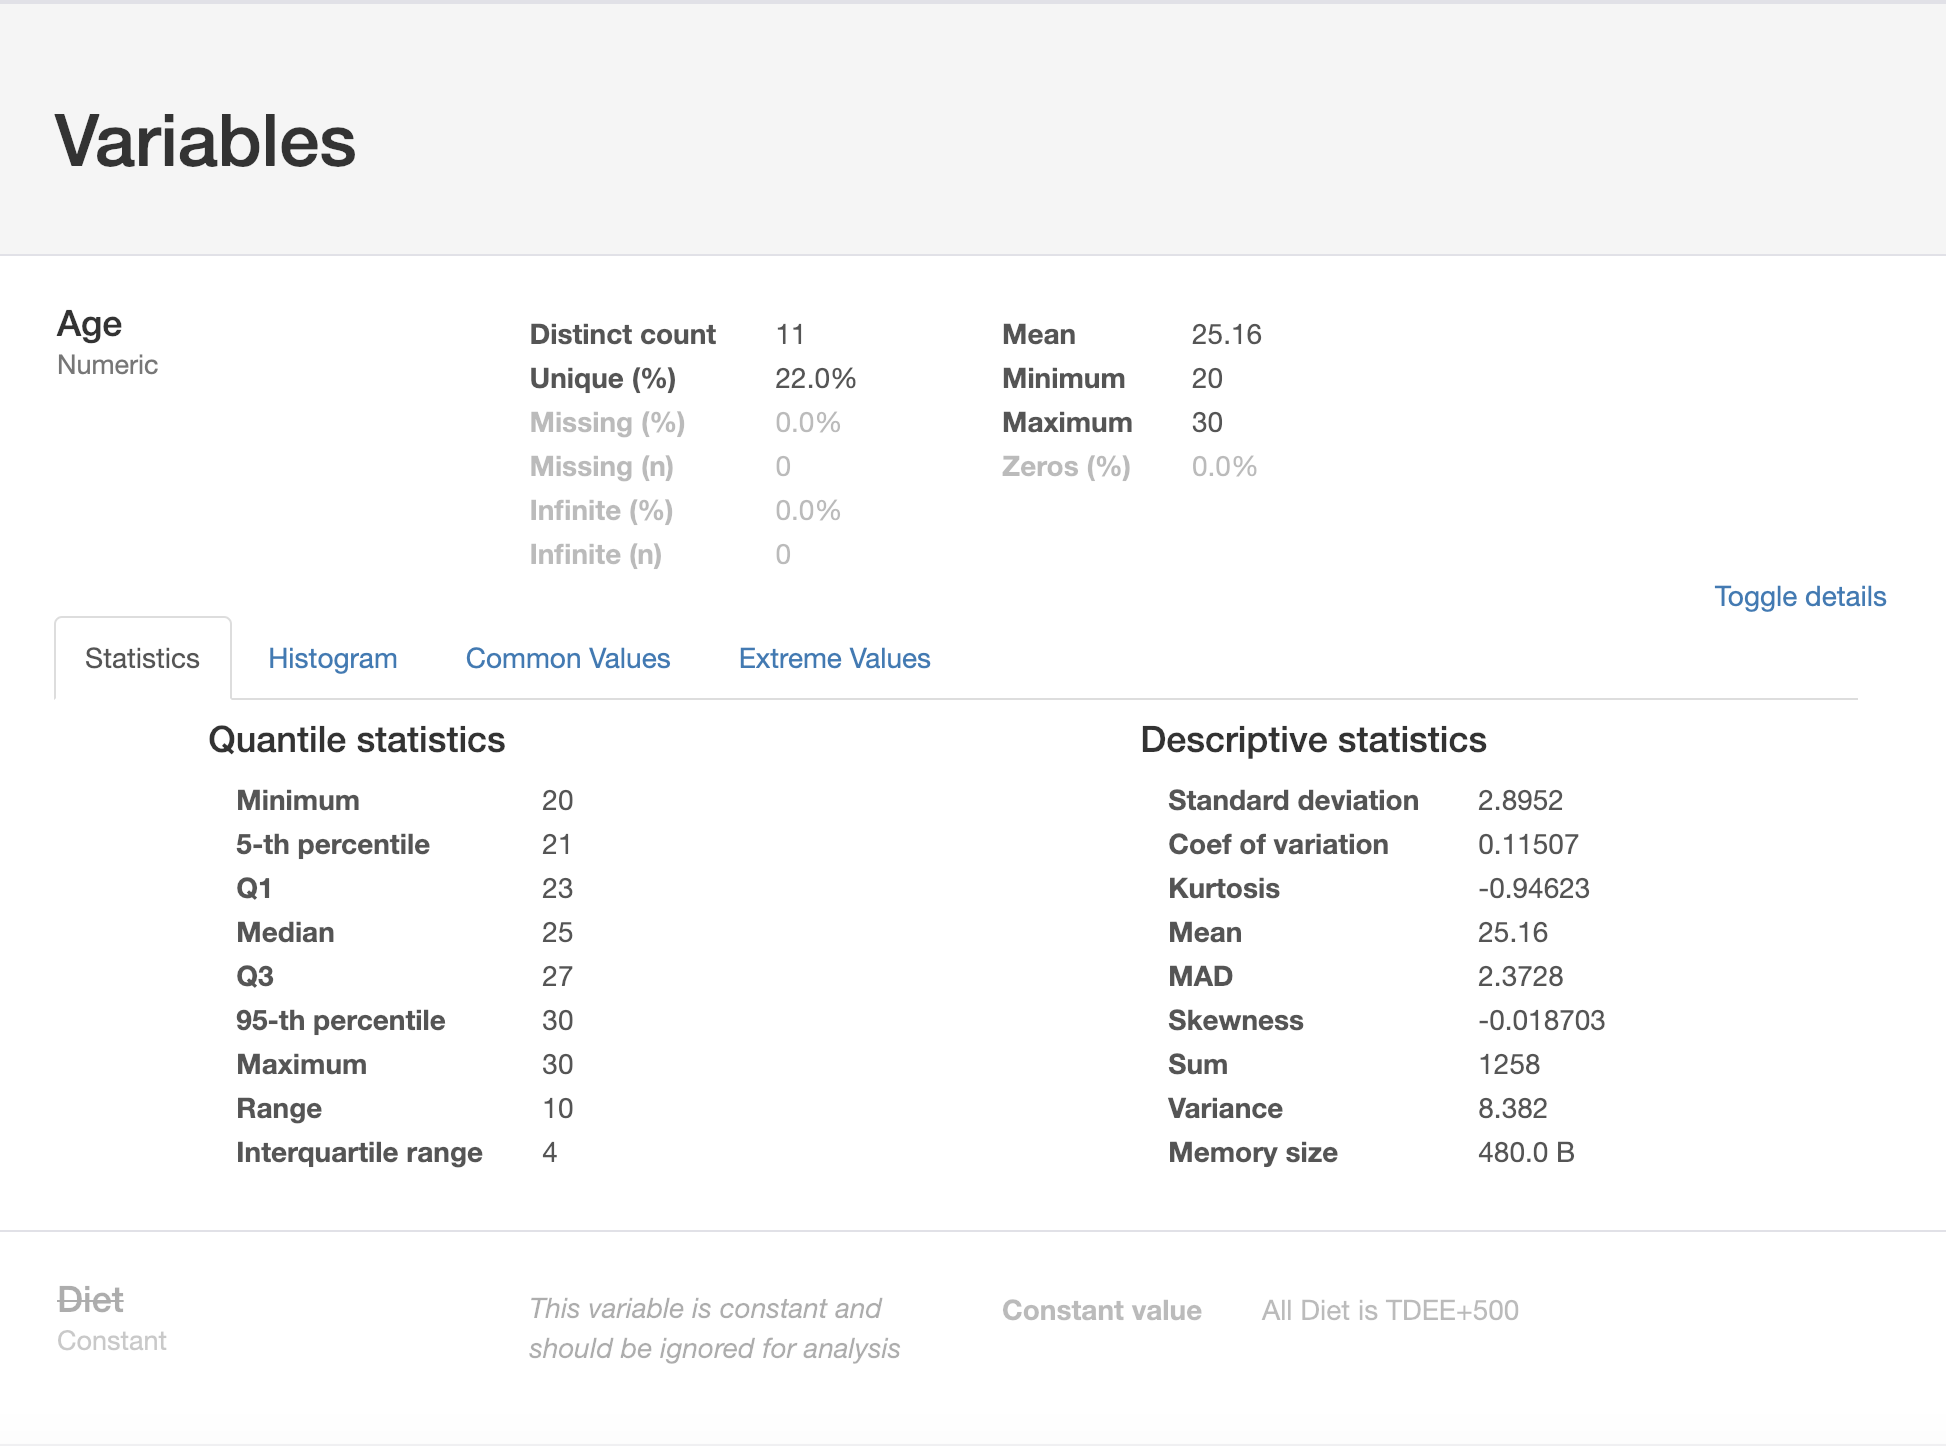 Variables
Age
Numeric
Distinct count 11
Unique (%) 22.0%
Missing (%) 0.0%
Missing (n) 0
Infinite (%) 0.0%
Infinite (n) 0
Mean 25.16
Minimum 20
Maximum 30
Zeros (%) 0.0%
Toggle details
Statistics Histogram Common Values Extreme Values
Quantile statistics
Minimum 20
5-th percentile 21
Q1 23
Median 25
Q3 27
95-th percentile 30
Maximum 30
Range 10
Interquartile range 4
Descriptive statistics
Standard deviation 2.8952
Coef of variation 0.11507
Kurtosis -0.94623
Mean 25.16
MAD 2.3728
Skewness -0.018703
Sum 1258
Variance 8.382
Memory size 480.0 B
Diet
Constant
This variable is constant and
should be ignored for analysis
Constant value All Diet is TDEE+500